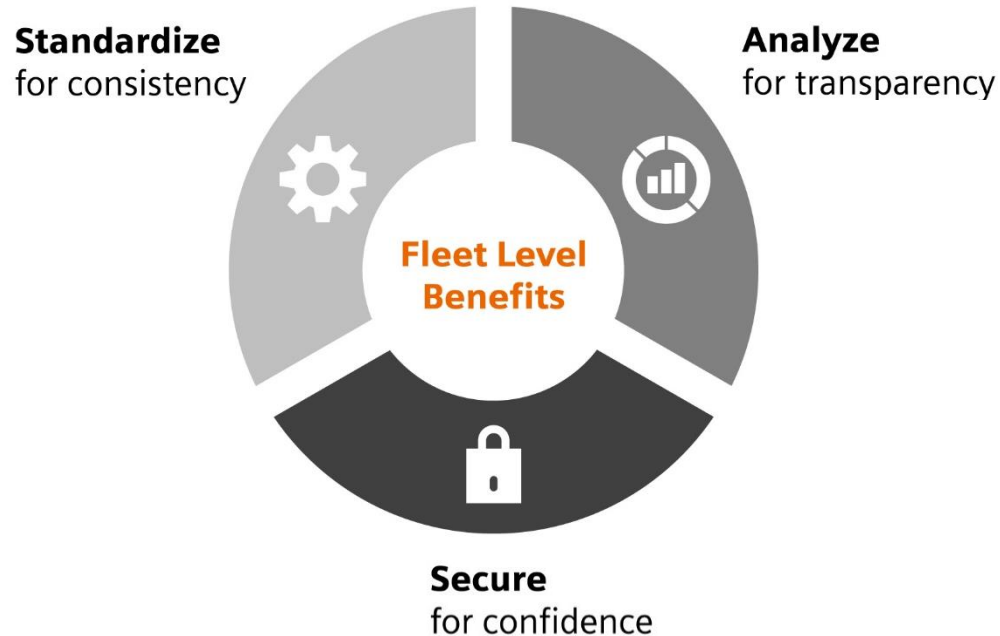 Standardize
for consistency
Analyze
for transparency
Fleet Level
Benefits
Secure
for confidence